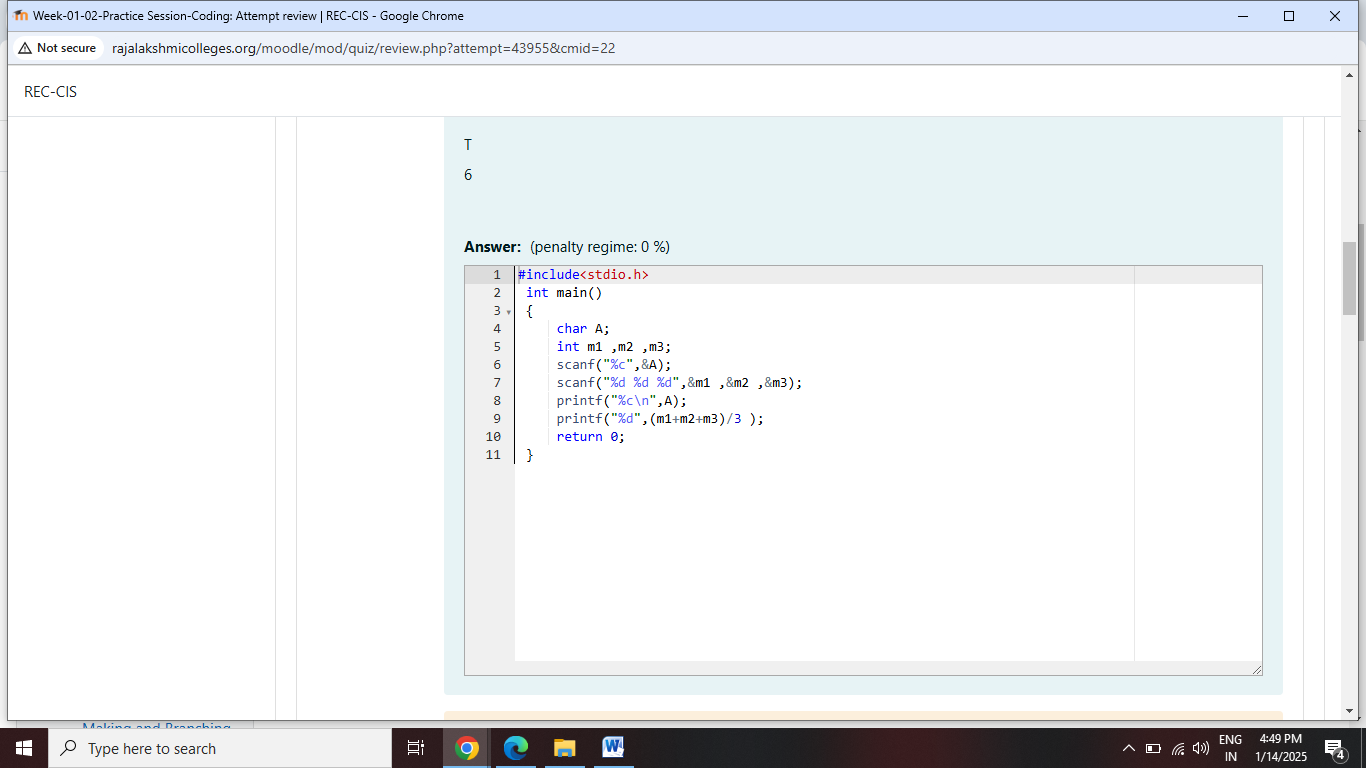 Week-01-02-Practice Session-Coding: Attempt review | REC-CIS - Google Chrome
Not secure rajalakshmicolleges.org/moodle/mod/quiz/review.php?attempt=43955&cmid=22
REC-CIS
T
6
Answer: (penalty regime: 0 %)
1 #include<stdio.h>
2 int main()
3 {
4 char A;
5 int m1 ,m2 ,m3;
6 scanf("%c",&A);
7 scanf("%d %d %d",&m1 ,&m2 ,&m3);
8 printf("%c\n",A);
9 printf("%d",(m1+m2+m3)/3 );
10 return 0;
11 }
Making and Branching
Type here to search
W
ENG
IN
4:49 PM
1/14/2025
4